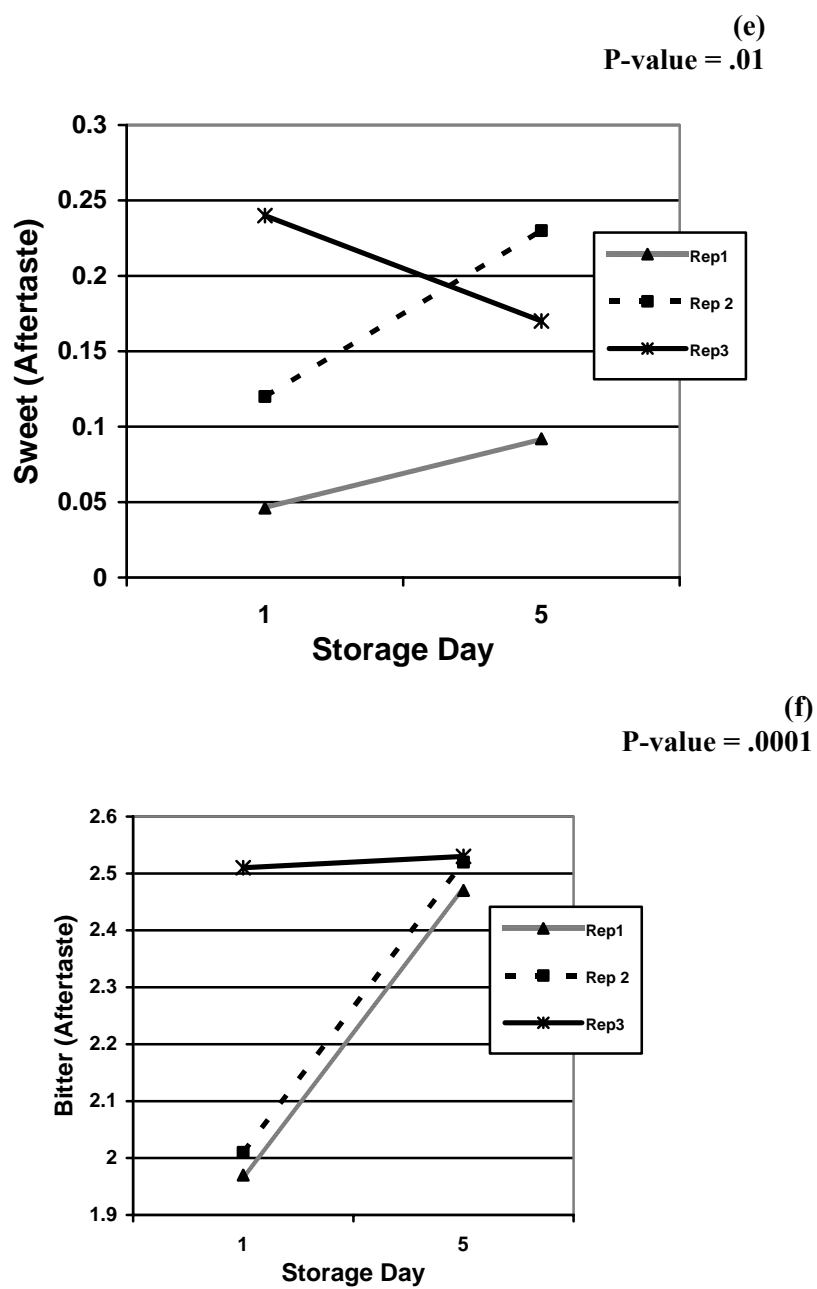 (e)
P-value = .01
0.3
0.25
0.2
0.15
0.1
0.05
0
Sweet (Aftertaste)
1 5
Storage Day
Rep1
Rep 2
Rep3
(f)
P-value = .0001
2.6
2.5
2.4
2.3
2.2
2.1
2
1.9
Bitter (Aftertaste)
1 5
Storage Day
Rep1
Rep 2
Rep3